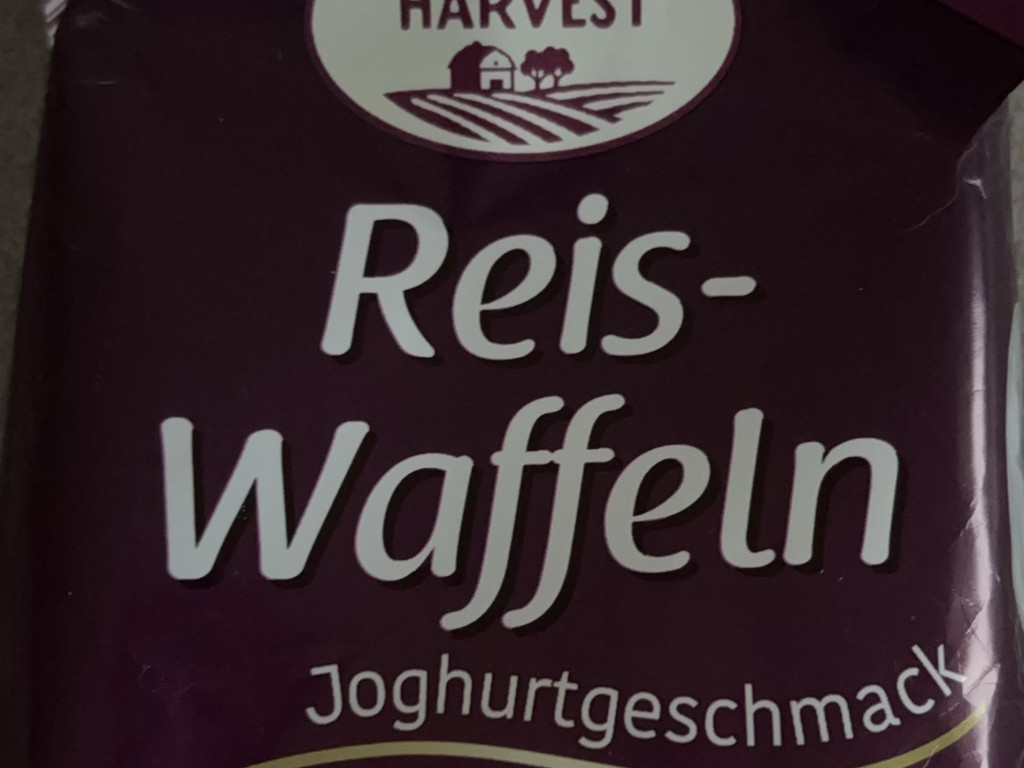 HARVEST
Reis-
Waffeln
Joghurtgeschmack